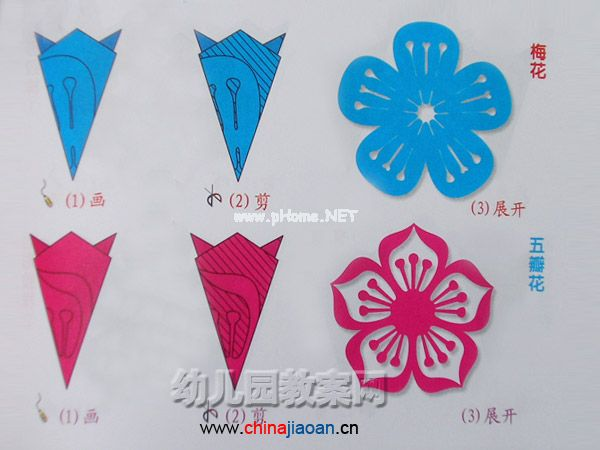 梅花
(1)画
(2)剪
(3)展开
www.pHome.NET
五瓣花
(1)画
(2)剪
(3)展开
幼儿园教案网
www.chinajiaoan.cn